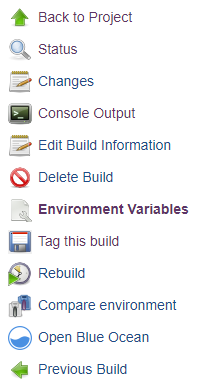 Back to Project
Status
Changes
Console Output
Edit Build Information
Delete Build
Environment Variables
Tag this build
Rebuild
Compare environment
Open Blue Ocean
Previous Build